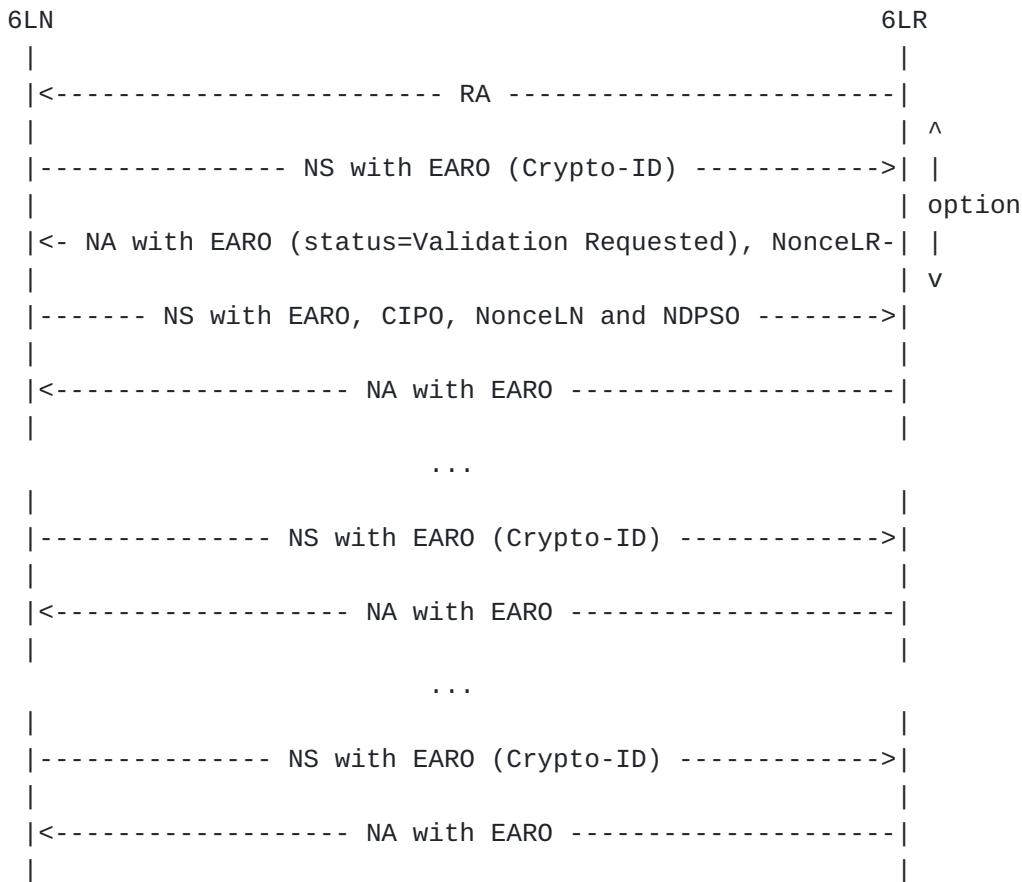 6LN                                                     6LR
 |                                                       |
 |<------------------------- RA -------------------------|
 |                                                       | ^
 |---------------- NS with EARO (Crypto-ID) ------------>| |
 |                                                       | option
 |<- NA with EARO (status=Validation Requested), NonceLR-| |
 |                                                       | v
 |------- NS with EARO, CIPO, NonceLN and NDPSO -------->|
 |                                                       |
 |<------------------- NA with EARO ---------------------|
 |                                                       |
                           ...
 |                                                       |
 |--------------- NS with EARO (Crypto-ID) ------------->|
 |                                                       |
 |<------------------- NA with EARO ---------------------|
 |                                                       |
                           ...
 |                                                       |
 |--------------- NS with EARO (Crypto-ID) ------------->|
 |                                                       |
 |<------------------- NA with EARO ---------------------|
 |                                                       |